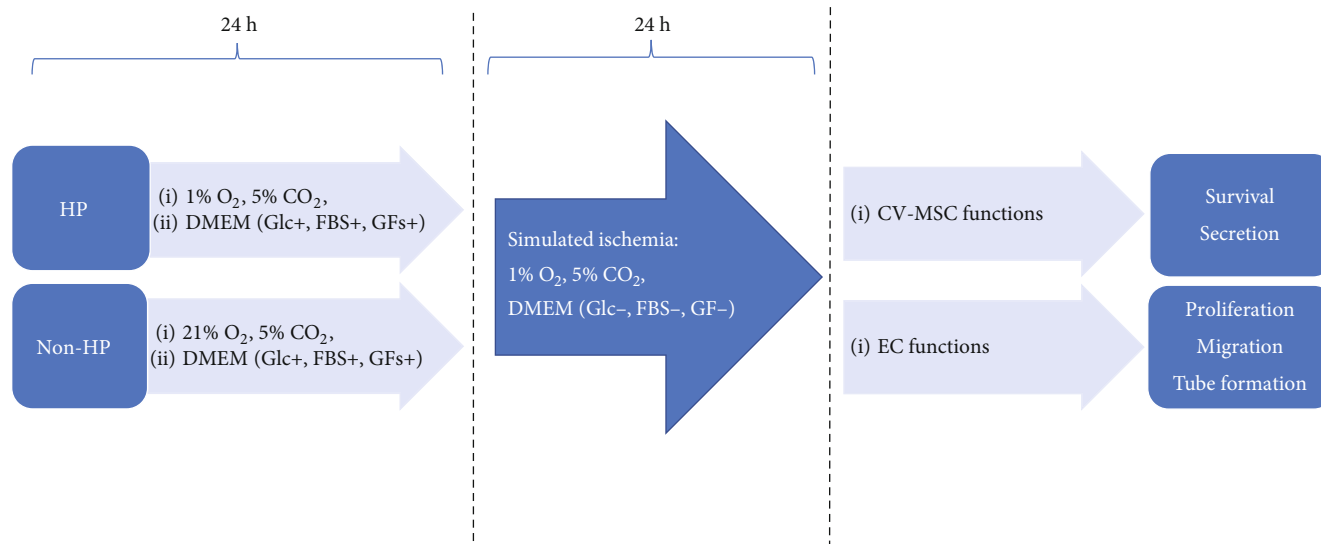 24 h
24 h
HP
(i) 1% O₂, 5% CO₂,
(ii) DMEM (Glc+, FBS+, GFs+)
Non-HP
(i) 21% O₂, 5% CO₂,
(ii) DMEM (Glc+, FBS+, GFs+)
Simulated ischemia:
1% O₂, 5% CO₂,
DMEM (Glc–, FBS–, GF–)
(i) CV-MSC functions
Survival
Secretion
(i) EC functions
Proliferation
Migration
Tube formation